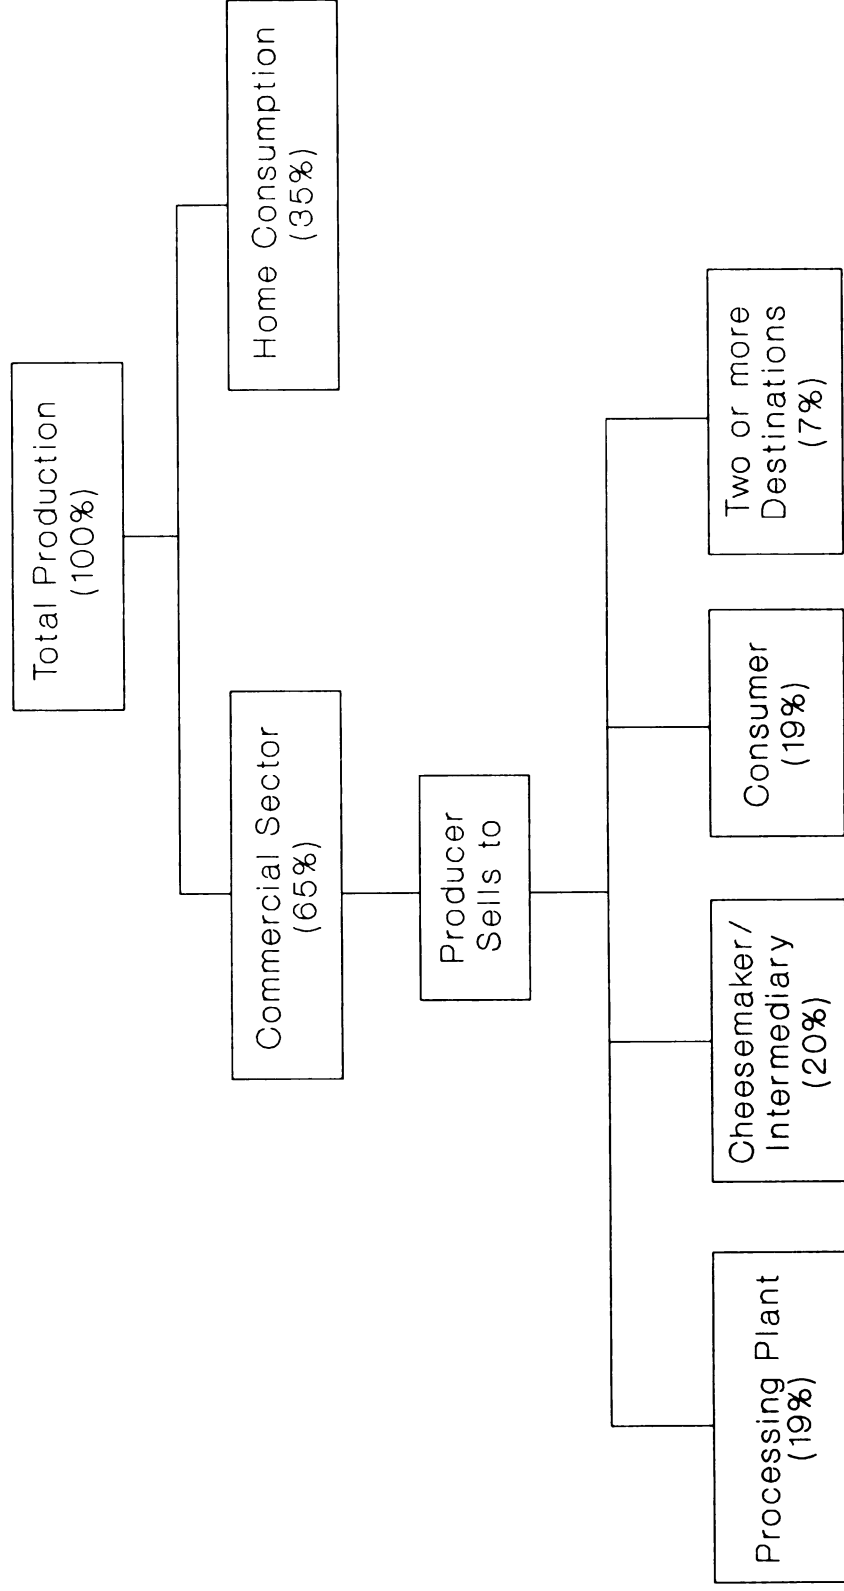 Total Production
(100%)
Commercial Sector
(65%)
Home Consumption
(35%)
Producer
Sells to
Processing Plant
(19%)
Cheesemaker/
Intermediary
(20%)
Consumer
(19%)
Two or more
Destinations
(7%)